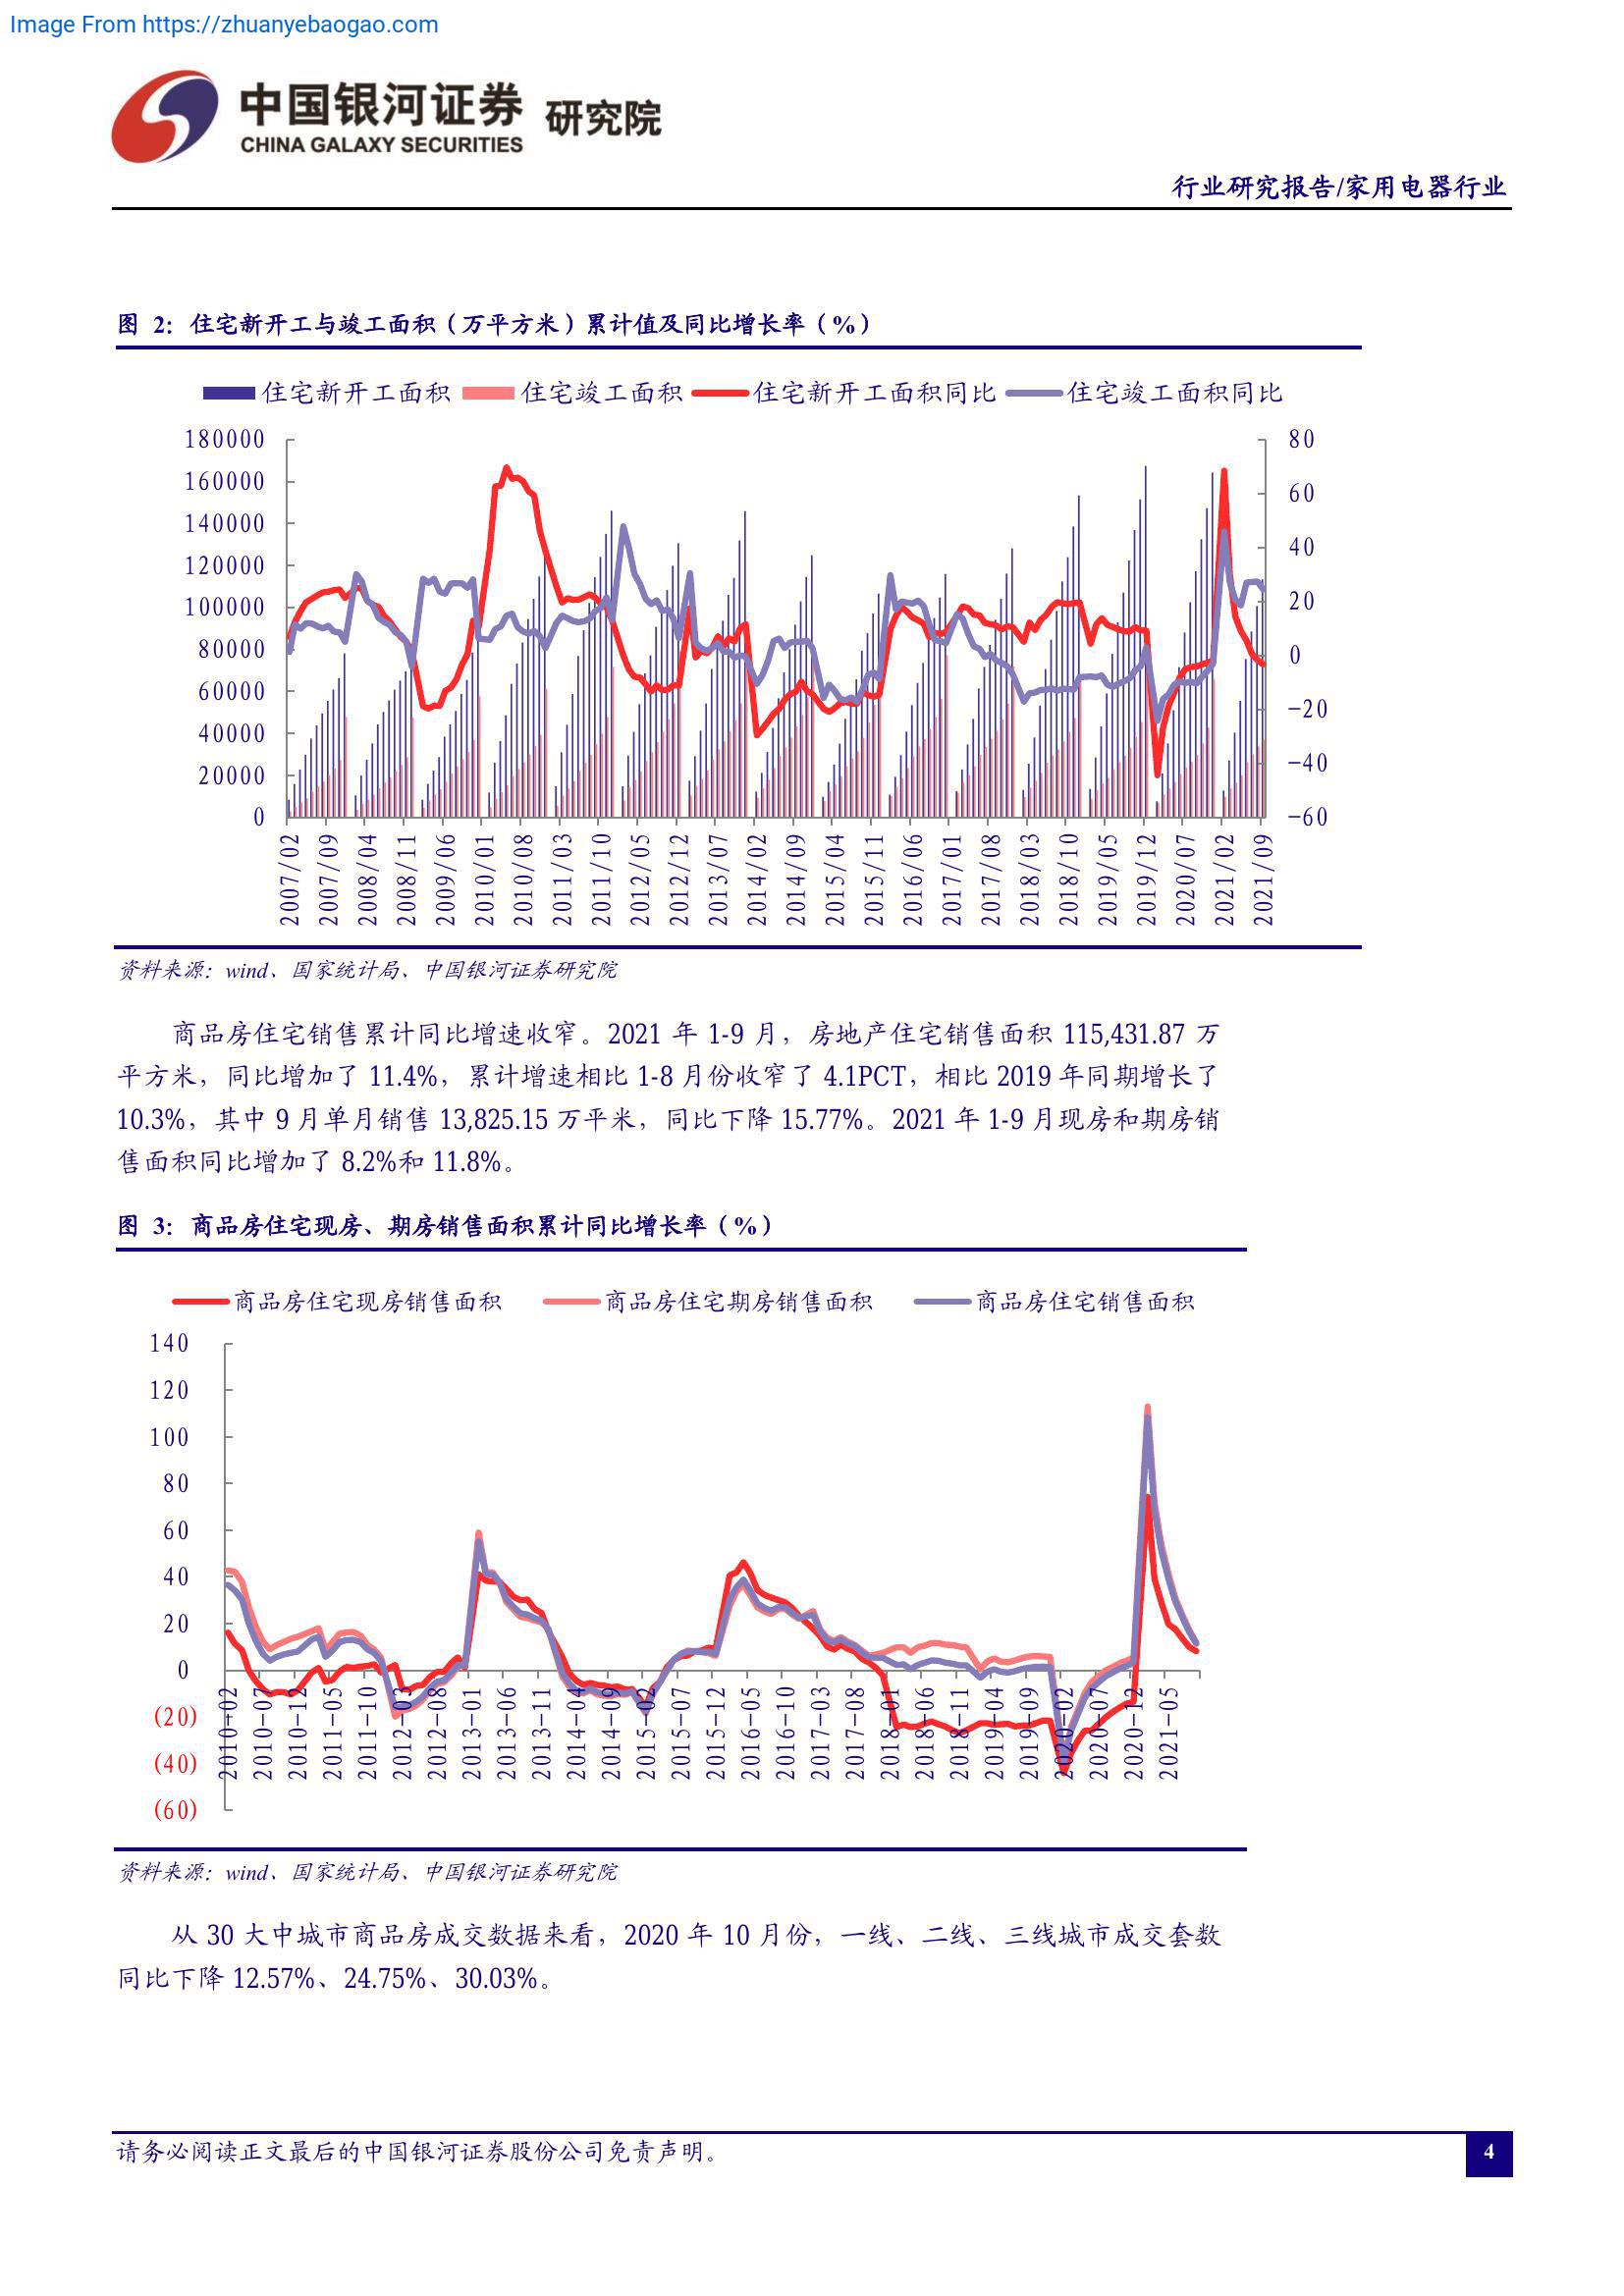 Image From https://zhuanyebaogao.com
中国银河证券 研究院
CHINA GALAXY SECURITIES
行业研究报告/家用电器行业
图 2: 住宅新开工与竣工面积（万平方米）累计值及同比增长率（%）
住宅新开工面积 住宅竣工面积 住宅新开工面积同比 住宅竣工面积同比
180000 80
160000 60
140000 40
120000 20
100000 0
80000 -20
60000 -40
40000 -60
20000
0
2007/02 2007/09 2008/04 2008/11 2009/06 2010/01 2010/08 2011/03 2011/10 2012/05 2012/12 2013/07 2014/02 2014/09 2015/04 2015/11 2016/06 2017/01 2017/08 2018/03 2018/10 2019/05 2019/12 2020/07 2021/02 2021/09
资料来源：wind、国家统计局、中国银河证券研究院
商品房住宅销售累计同比增速收窄。2021 年 1-9 月，房地产住宅销售面积 115,431.87 万
平方米，同比增加了 11.4%，累计增速相比 1-8 月份收窄了 4.1PCT，相比 2019 年同期增长了
10.3%，其中 9 月单月销售 13,825.15 万平米，同比下降 15.77%。2021 年 1-9 月现房和期房销
售面积同比增加了 8.2%和 11.8%。
图 3: 商品房住宅现房、期房销售面积累计同比增长率（%）
商品房住宅现房销售面积 商品房住宅期房销售面积 商品房住宅销售面积
140
120
100
80
60
40
20
0
(20)
(40)
(60)
2010-02 2010-07 2010-12 2011-05 2011-10 2012-03 2012-08 2013-01 2013-06 2013-11 2014-04 2014-09 2015-02 2015-07 2015-12 2016-05 2016-10 2017-03 2017-08 2018-01 2018-06 2018-11 2019-04 2019-09 2020-02 2020-07 2020-12 2021-05
资料来源：wind、国家统计局、中国银河证券研究院
从 30 大中城市商品房成交数据来看，2020 年 10 月份，一线、二线、三线城市成交套数
同比下降 12.57%、24.75%、30.03%。
请务必阅读正文最后的中国银河证券股份公司免责声明。
4